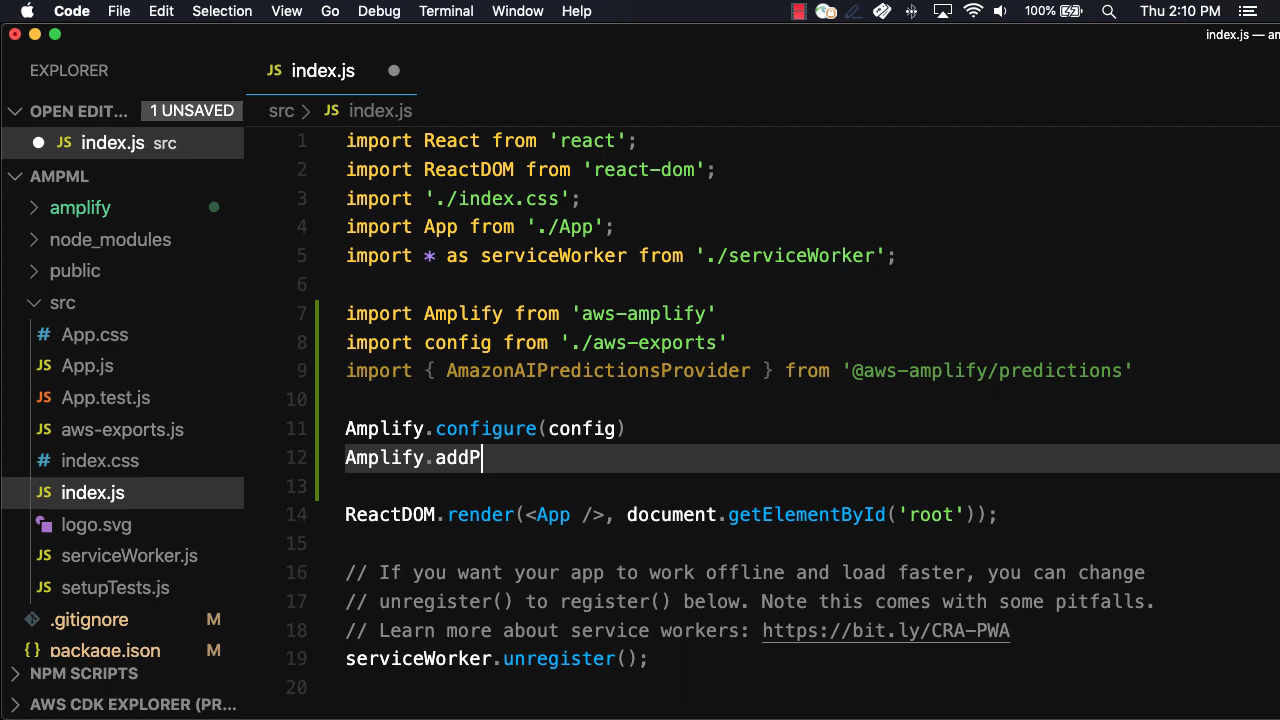 Code File Edit Selection View Go Debug Terminal Window Help 100% Thu 2:10 PM
index.js — am
EXPLORER
JS index.js
OPEN EDIT... 1 UNSAVED
src > JS index.js
JS index.js src
AMPML
amplify
node_modules
public
src
# App.css
JS App.js
JS App.test.js
JS aws-exports.js
# index.css
JS index.js
logo.svg
JS serviceWorker.js
JS setupTests.js
.gitignore M
{} package.json M
NPM SCRIPTS
AWS CDK EXPLORER (PR...
1 import React from 'react';
2 import ReactDOM from 'react-dom';
3 import './index.css';
4 import App from './App';
5 import * as serviceWorker from './serviceWorker';
6
7 import Amplify from 'aws-amplify'
8 import config from './aws-exports'
9 import { AmazonAIPredictionsProvider } from '@aws-amplify/predictions'
10
11 Amplify.configure(config)
12 Amplify.addP
13
14 ReactDOM.render(<App />, document.getElementById('root'));
15
16 // If you want your app to work offline and load faster, you can change
17 // unregister() to register() below. Note this comes with some pitfalls.
18 // Learn more about service workers: https://bit.ly/CRA-PWA
19 serviceWorker.unregister();
20